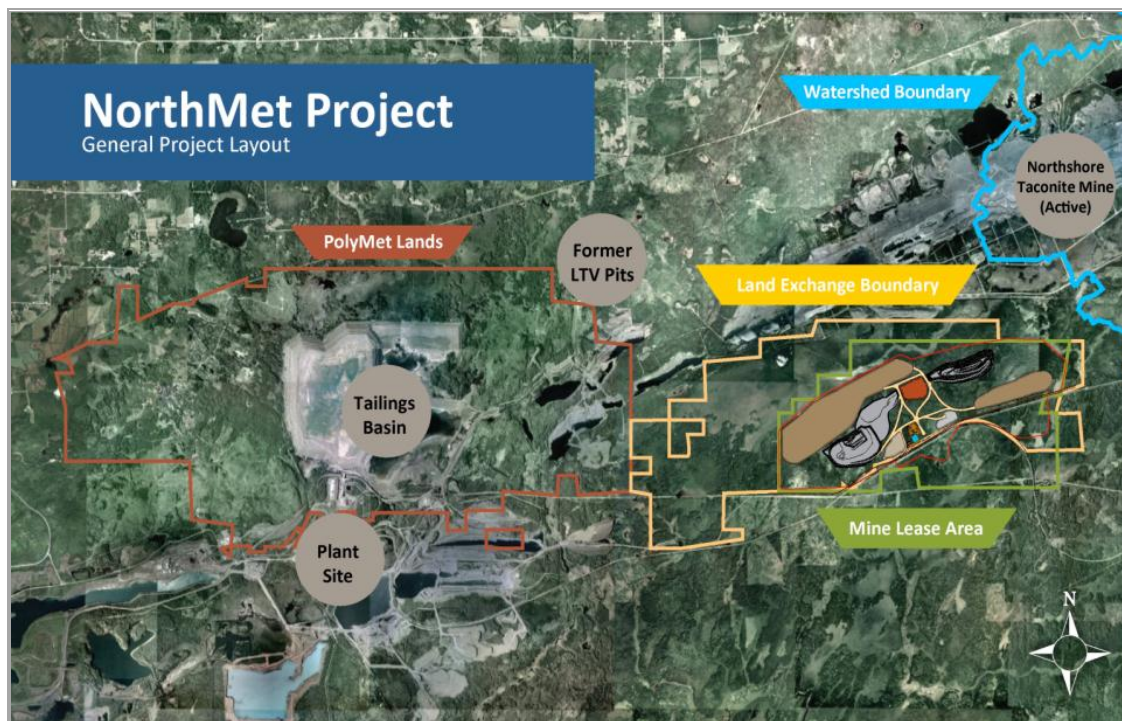 NorthMet Project
General Project Layout
Watershed Boundary
Northshore
Taconite Mine
(Active)
PolyMet Lands
Former
LTV Pits
Land Exchange Boundary
Tailings
Basin
Mine Lease Area
Plant
Site
N